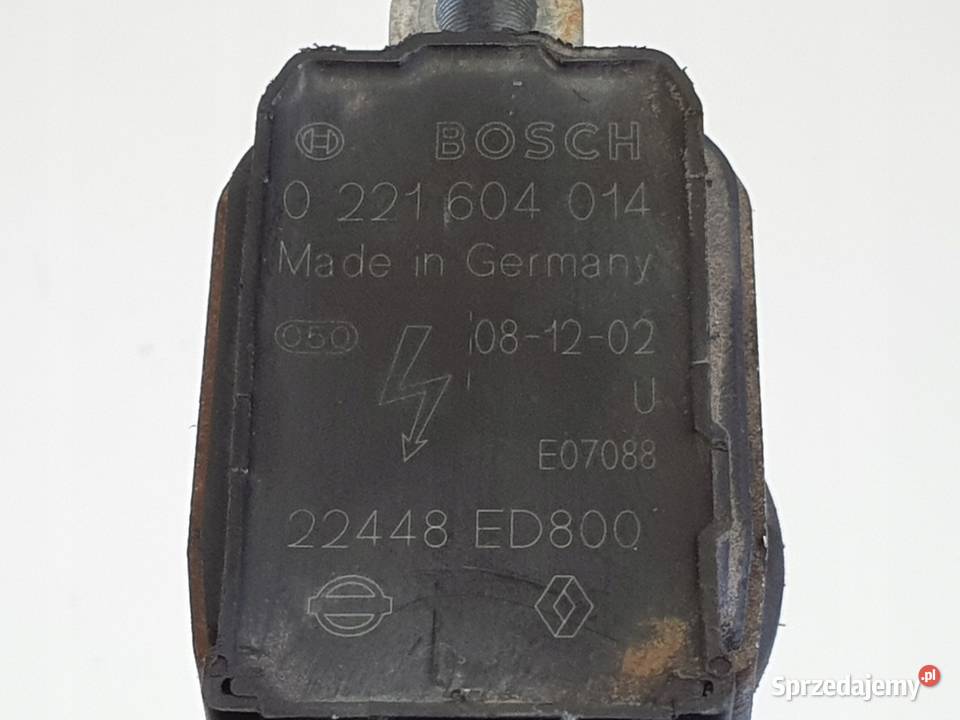 BOSCH
0 221 604 014
Made in Germany
050
08-12-02
U
E07088
22448 ED800
Sprzedajemy.pl